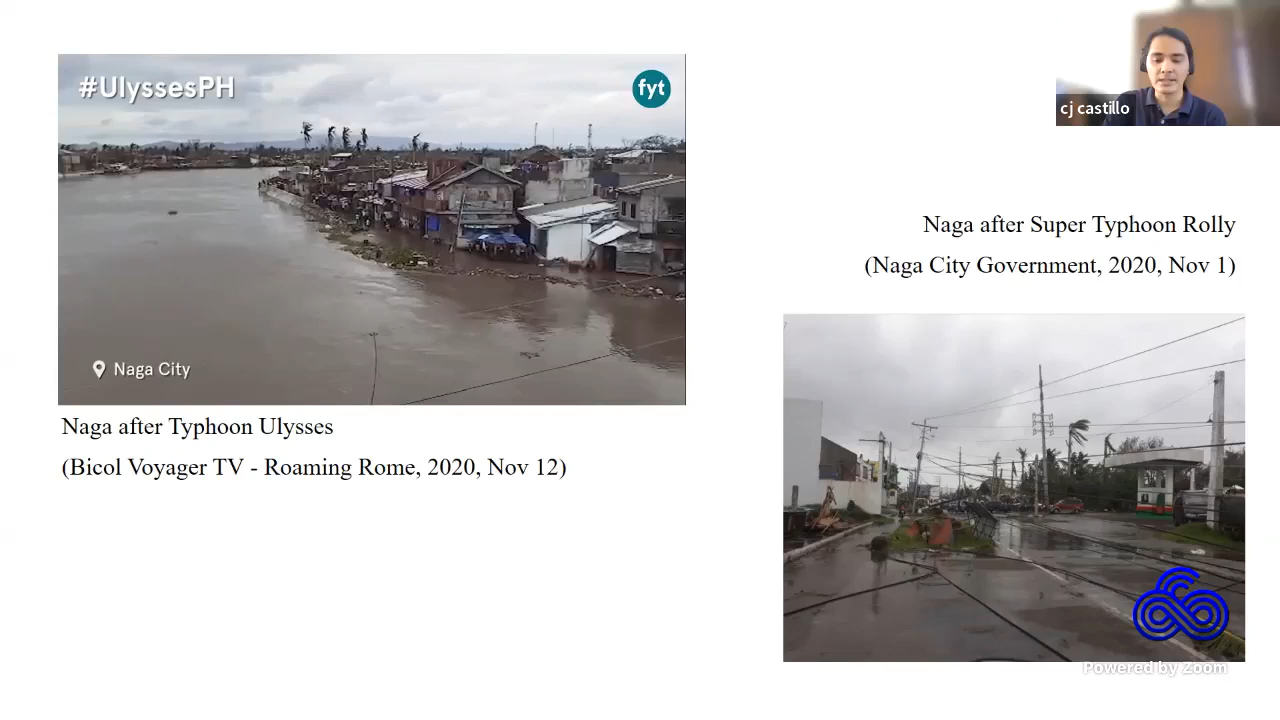 #UlyssesPH
fyt
cj castillo
Naga after Super Typhoon Rolly
(Naga City Government, 2020, Nov 1)
Naga City
Naga after Typhoon Ulysses
(Bicol Voyager TV - Roaming Rome, 2020, Nov 12)
Powered by Zoom